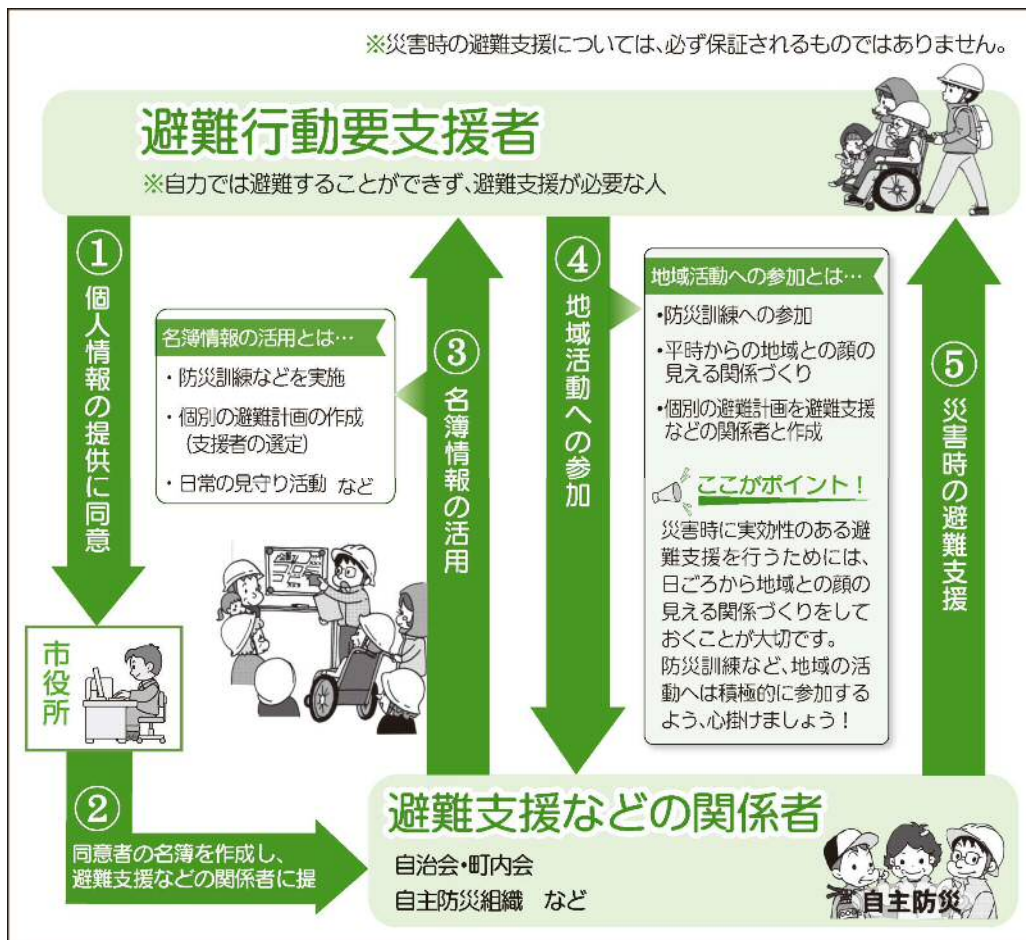 ※災害時の避難支援については、必ず保証されるものではありません。
避難行動要支援者
※自力では避難することができず、避難支援が必要な人
①個人情報の提供に同意
市役所
②
同意者の名簿を作成し、
避難支援などの関係者に提
③名簿情報の活用
名簿情報の活用とは…
・防災訓練などを実施
・個別の避難計画の作成
(支援者の選定)
・日常の見守り活動 など
④地域活動への参加
地域活動への参加とは…
・防災訓練への参加
・平時からの地域との顔の
見える関係づくり
・個別の避難計画を避難支援
などの関係者と作成
ここがポイント!
災害時に実効性のある避
難支援を行うためには、
日ごろから地域との顔の
見える関係づくりをして
おくことが大切です。
防災訓練など、地域の活
動へは積極的に参加する
よう、心掛けましょう!
⑤災害時の避難支援
避難支援などの関係者
自治会・町内会
自主防災組織 など
自主防災